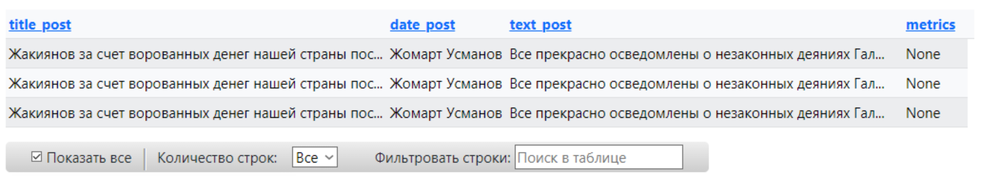 title_post date_post text_post metrics
Жакиянов за счет ворованных денег нашей страны пос... Жомарт Усманов Все прекрасно осведомлены о незаконных деяниях Гал... None
Жакиянов за счет ворованных денег нашей страны пос... Жомарт Усманов Все прекрасно осведомлены о незаконных деяниях Гал... None
Жакиянов за счет ворованных денег нашей страны пос... Жомарт Усманов Все прекрасно осведомлены о незаконных деяниях Гал... None
Показать все Количество строк: Все Фильтровать строки: Поиск в таблице